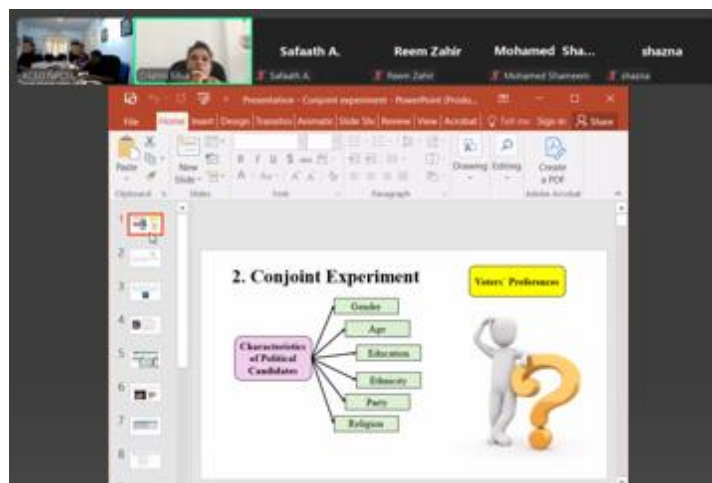 Safaath A.
Reem Zahir
Mohamed Sha...
shazna
Safaath A.
Reem Zahir
Mohamed Shameem
shazna
Presentation - Conjoint experiment - PowerPoint (Produ...
File Home Insert Design Transitions Animatic Slide Sho Review View Acrobat Tell me Sign in Share
Paste
New
Slide
Drawing
Editing
Create
a PDF
Clipboard
Slides
Font
Paragraph
Adobe Acrobat
1
2
3
4
5
6
7
8
2. Conjoint Experiment
Voters' Preferences
Characteristics
of Political
Candidates
Gender
Age
Education
Ethnicity
Party
Religion